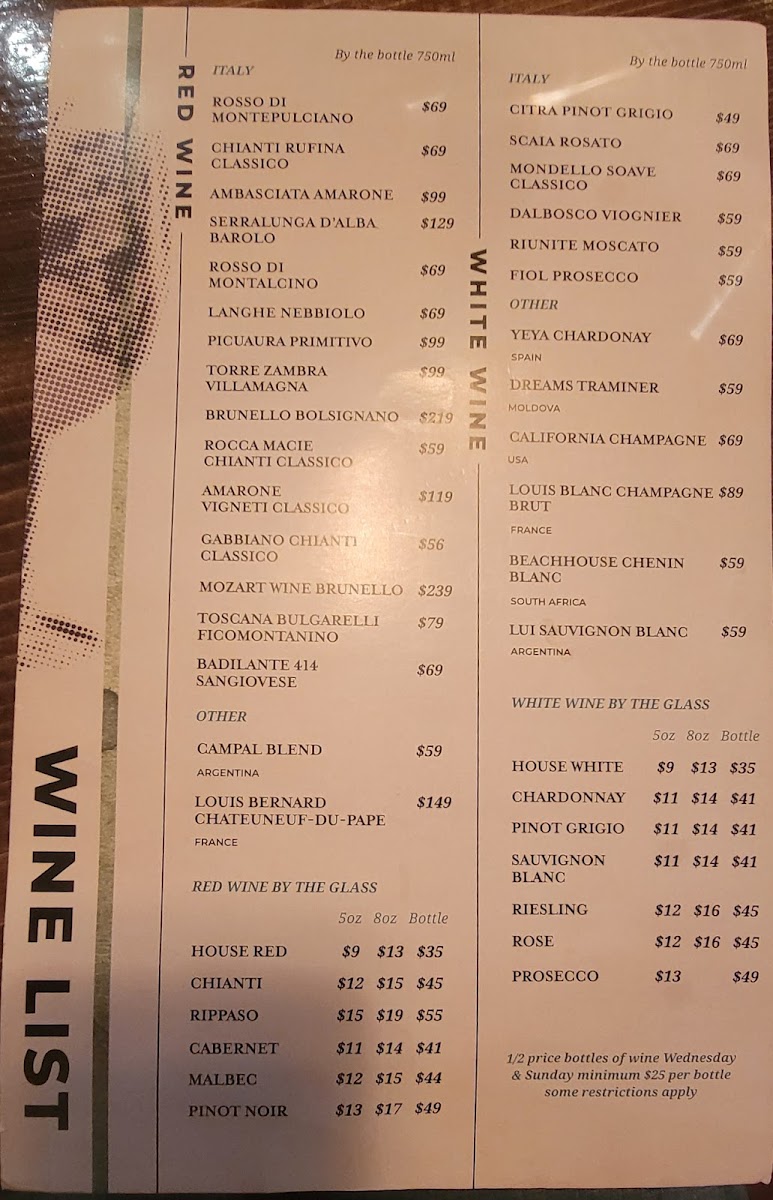 WINE LIST
RED WINE
By the bottle 750ml
ITALY
ROSSO DI $69
MONTEPULCIANO
CHIANTI RUFINA $69
CLASSICO
AMBASCIATA AMARONE $99
SERRALUNGA D'ALBA $129
BAROLO
ROSSO DI $69
MONTALCINO
LANGHE NEBBIOLO $69
PICUAURA PRIMITIVO $99
TORRE ZAMBRA $99
VILLAMAGNA
BRUNELLO BOLSIGNANO $219
ROCCA MACIE $59
CHIANTI CLASSICO
AMARONE $119
VIGNETI CLASSICO
GABBIANO CHIANTI $56
CLASSICO
MOZART WINE BRUNELLO $239
TOSCANA BULGARELLI $79
FICOMONTANINO
BADILANTE 414 $69
SANGIOVESE
OTHER
CAMPAL BLEND $59
ARGENTINA
LOUIS BERNARD $149
CHATEUNEUF-DU-PAPE
FRANCE
RED WINE BY THE GLASS
5oz 8oz Bottle
HOUSE RED $9 $13 $35
CHIANTI $12 $15 $45
RIPPASO $15 $19 $55
CABERNET $11 $14 $41
MALBEC $12 $15 $44
PINOT NOIR $13 $17 $49
WHITE WINE
By the bottle 750ml
ITALY
CITRA PINOT GRIGIO $49
SCAIA ROSATO $69
MONDELLO SOAVE $69
CLASSICO
DALBOSCO VIOGNIER $59
RIUNITE MOSCATO $59
FIOL PROSECCO $59
OTHER
YEYA CHARDONAY $69
SPAIN
DREAMS TRAMINER $59
MOLDOVA
CALIFORNIA CHAMPAGNE $69
USA
LOUIS BLANC CHAMPAGNE $89
BRUT
FRANCE
BEACHHOUSE CHENIN $59
BLANC
SOUTH AFRICA
LUI SAUVIGNON BLANC $59
ARGENTINA
WHITE WINE BY THE GLASS
5oz 8oz Bottle
HOUSE WHITE $9 $13 $35
CHARDONNAY $11 $14 $41
PINOT GRIGIO $11 $14 $41
SAUVIGNON $11 $14 $41
BLANC
RIESLING $12 $16 $45
ROSE $12 $16 $45
PROSECCO $13 $49
1/2 price bottles of wine Wednesday
& Sunday minimum $25 per bottle
some restrictions apply